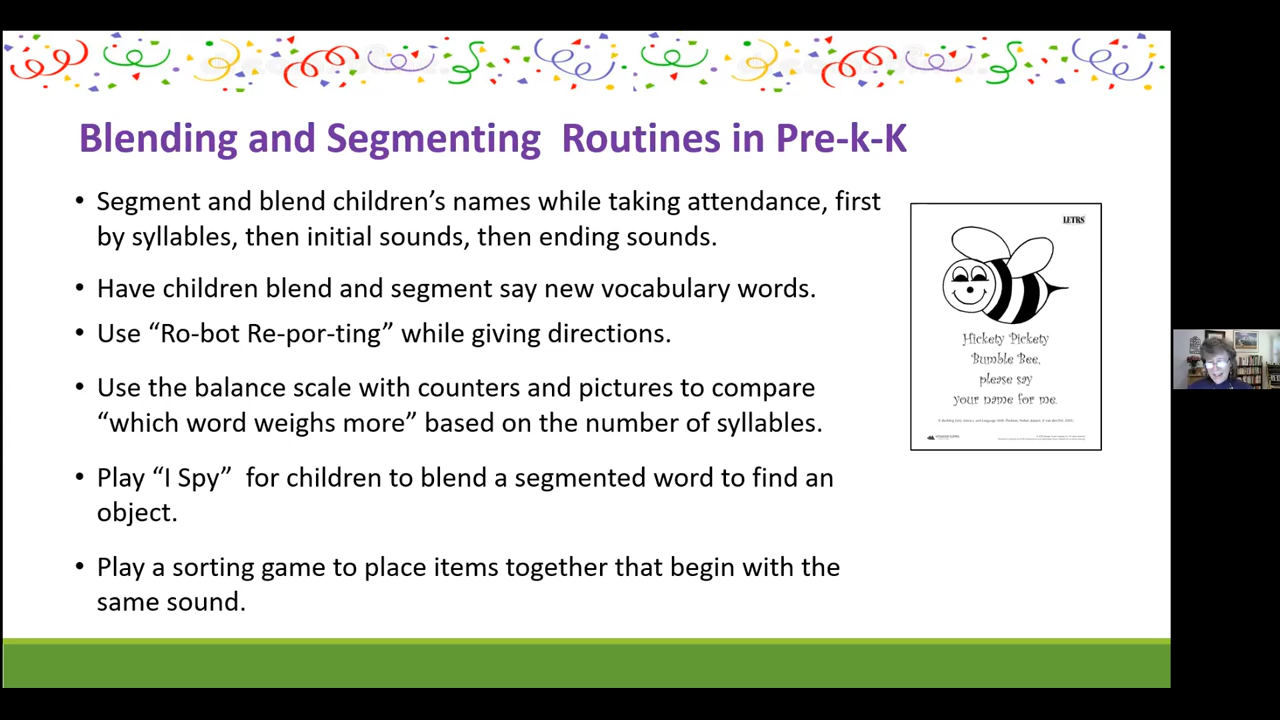 Blending and Segmenting Routines in Pre-k-K
• Segment and blend children’s names while taking attendance, first
by syllables, then initial sounds, then ending sounds.
• Have children blend and segment say new vocabulary words.
• Use “Ro-bot Re-por-ting” while giving directions.
• Use the balance scale with counters and pictures to compare
“which word weighs more” based on the number of syllables.
• Play “I Spy” for children to blend a segmented word to find an
object.
• Play a sorting game to place items together that begin with the
same sound.
LETRS
Hickety Pickety
Bumble Bee,
please say
your name for me.